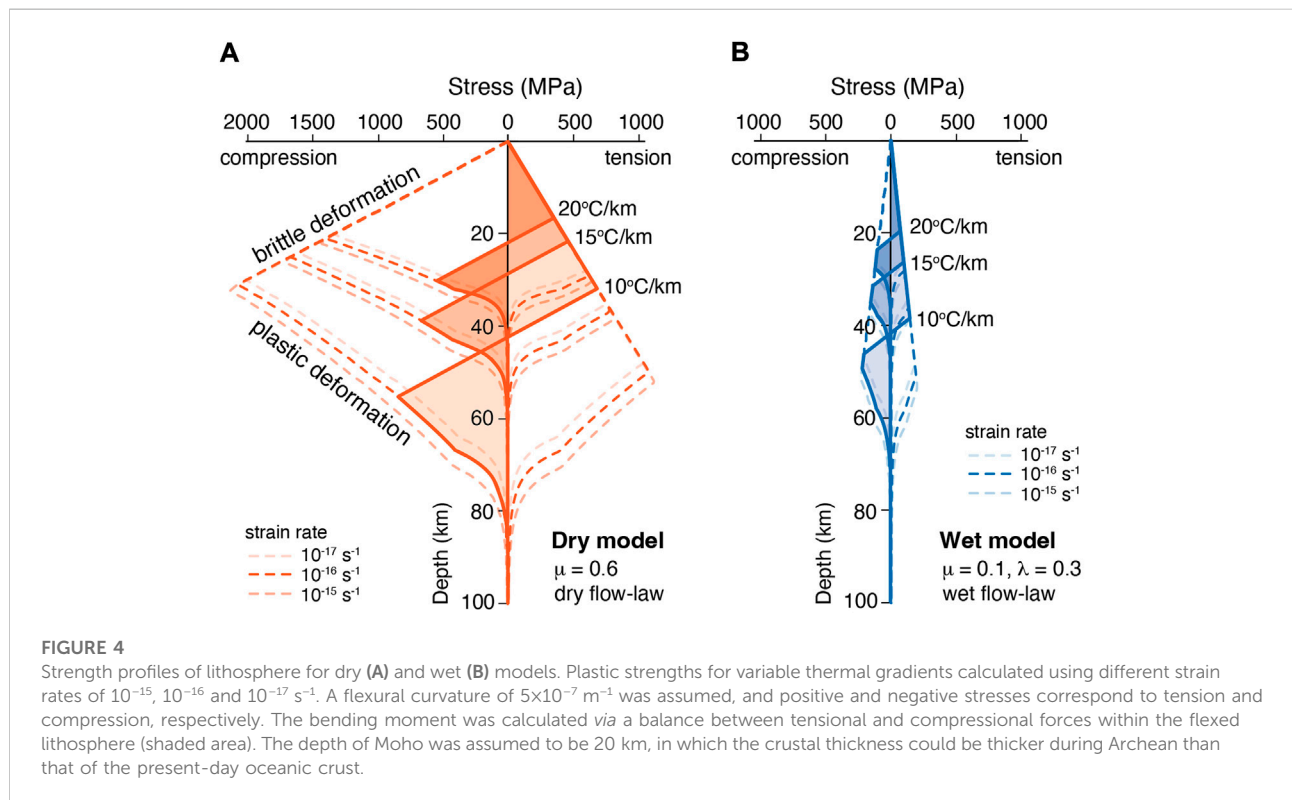 A
Stress (MPa)
2000 1000 1000 500 0 500 1000
compression tension
brittle deformation
plastic deformation
20°C/km
15°C/km
10°C/km
20
40
60
80
100
Depth (km)
strain rate
10⁻¹⁷ s⁻¹
10⁻¹⁶ s⁻¹
10⁻¹⁵ s⁻¹
Dry model
μ = 0.6
dry flow-law
B
Stress (MPa)
1000 1000 0 500 1000
compression tension
20°C/km
15°C/km
10°C/km
20
40
60
80
100
Depth (km)
strain rate
10⁻¹⁷ s⁻¹
10⁻¹⁶ s⁻¹
10⁻¹⁵ s⁻¹
Wet model
μ = 0.1, λ = 0.3
wet flow-law
FIGURE 4
Strength profiles of lithosphere for dry (A) and wet (B) models. Plastic strengths for variable thermal gradients calculated using different strain
rates of 10⁻¹⁵, 10⁻¹⁶ and 10⁻¹⁷ s⁻¹. A flexural curvature of 5×10⁻⁷ m⁻¹ was assumed, and positive and negative stresses correspond to tension and
compression, respectively. The bending moment was calculated via a balance between tensional and compressional forces within the flexed
lithosphere (shaded area). The depth of Moho was assumed to be 20 km, in which the crustal thickness could be thicker during Archean than
that of the present-day oceanic crust.